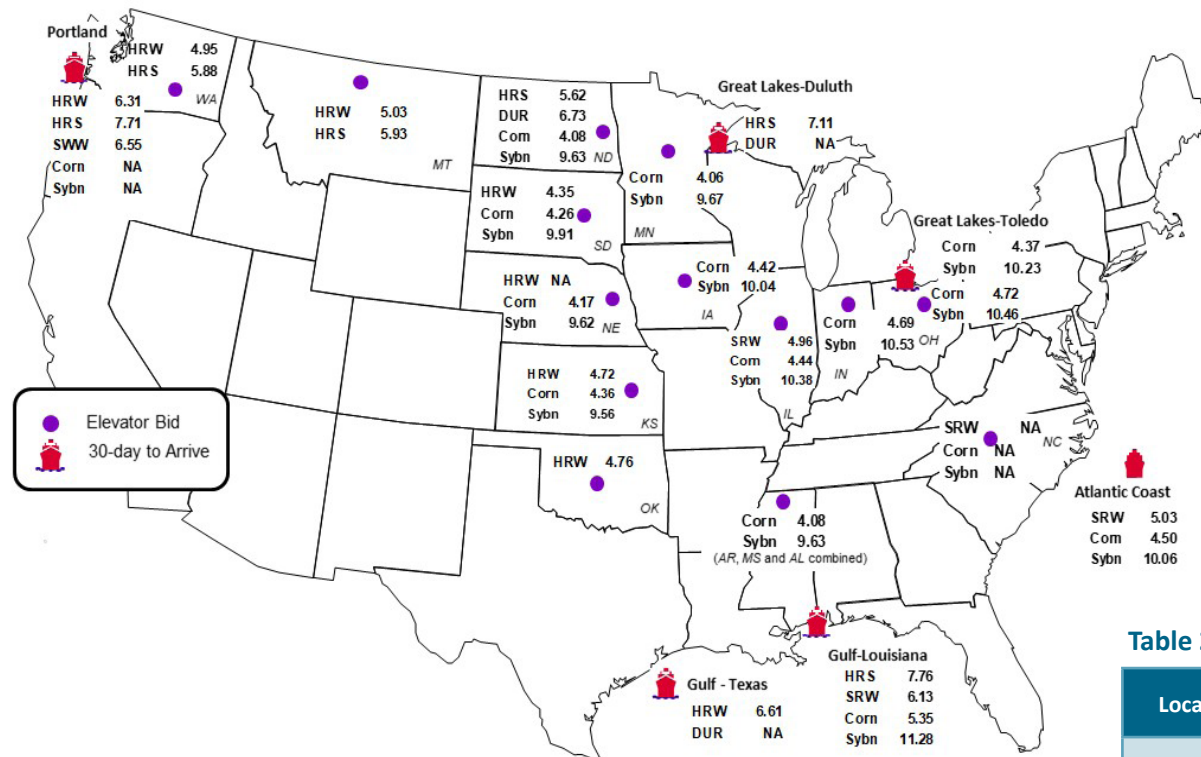 Portland
HRW 4.95
HRS 5.88
WA
HRW 6.31
HRS 7.71
SWW 6.55
Corn NA
Sybn NA
HRW 5.03
HRS 5.93
MT
HRS 5.62
DUR 6.73
Corn 4.08
Sybn 9.63
ND
Great Lakes-Duluth
HRS 7.11
DUR NA
Corn 4.06
Sybn 9.67
MN
HRW 4.35
Corn 4.26
Sybn 9.91
SD
Great Lakes-Toledo
Corn 4.37
Sybn 10.23
Corn 4.72
Sybn 10.46
OH
HRW NA
Corn 4.17
Sybn 9.62
NE
Corn 4.42
Sybn 10.04
IA
SRW 4.96
Corn 4.44
Sybn 10.38
IL
Corn 4.69
Sybn 10.53
IN
HRW 4.72
Corn 4.36
Sybn 9.56
KS
Elevator Bid
30-day to Arrive
HRW 4.76
OK
SRW NA
Corn NA
Sybn NA
NC
Atlantic Coast
SRW 5.03
Corn 4.50
Sybn 10.06
Corn 4.08
Sybn 9.63
(AR, MS and AL combined)
Gulf - Texas
HRW 6.61
DUR NA
Gulf-Louisiana
HRS 7.76
SRW 6.13
Corn 5.35
Sybn 11.28
Table
Loca